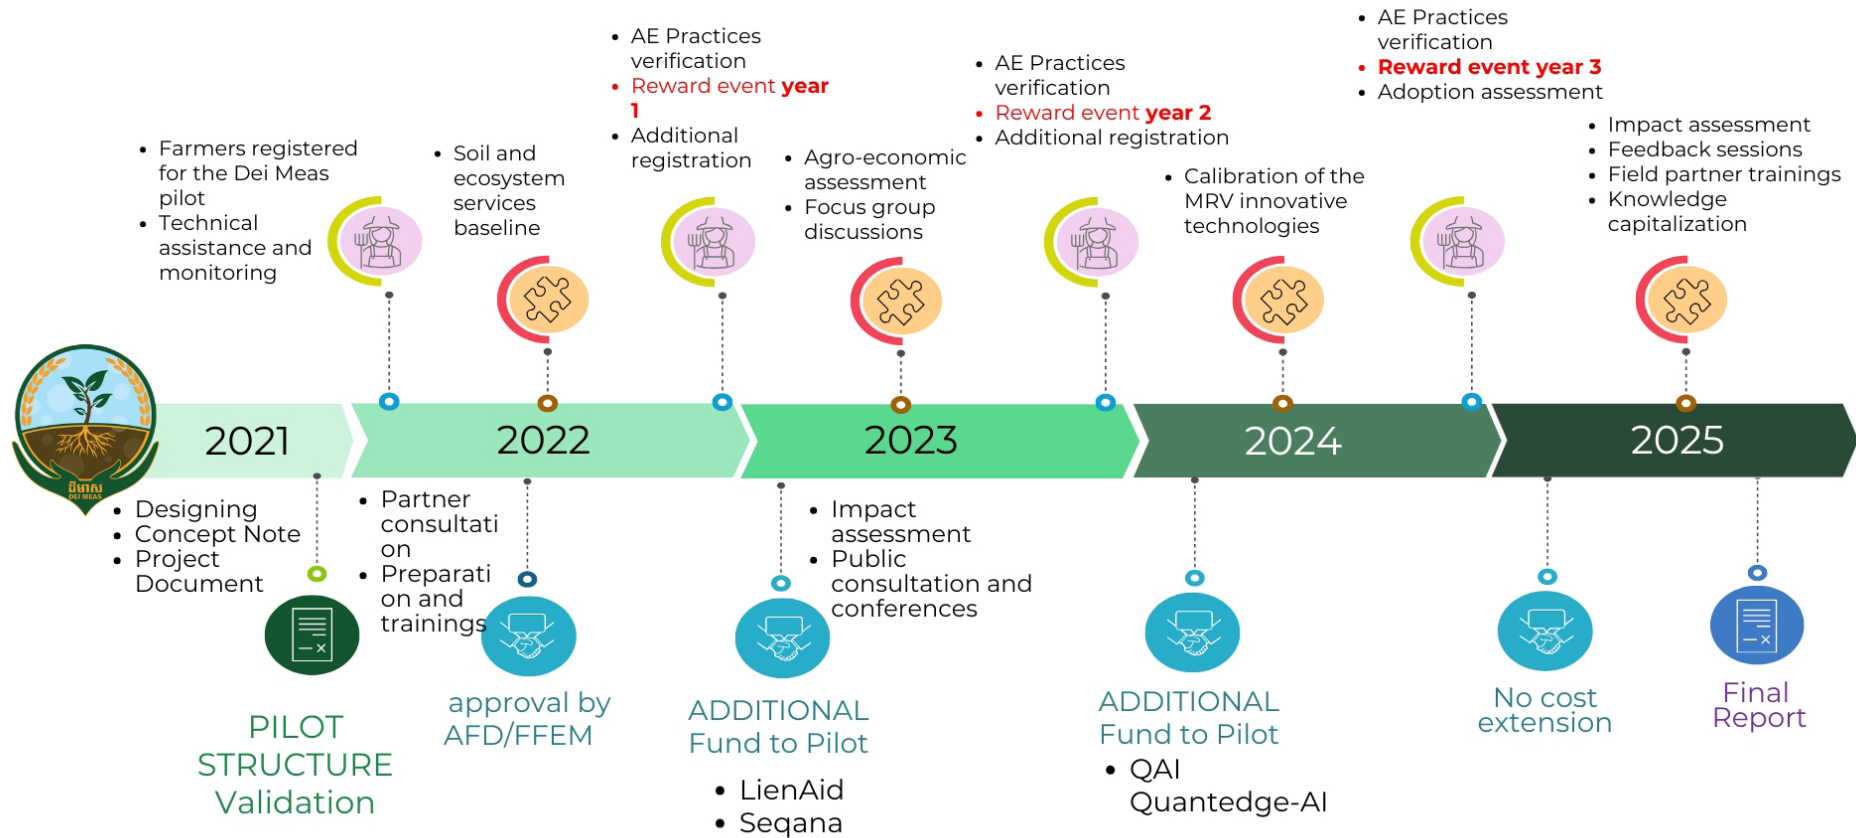 • AE Practices
verification
• Reward event year
1
• Additional
registration
• AE Practices
verification
• Reward event year 2
• Additional registration
• AE Practices
verification
• Reward event year 3
• Adoption assessment
• Farmers registered
for the Dei Meas
pilot
• Technical
assistance and
monitoring
• Soil and
ecosystem
services
baseline
• Agro-economic
assessment
• Focus group
discussions
• Calibration of the
MRV innovative
technologies
• Impact assessment
• Feedback sessions
• Field partner trainings
• Knowledge
capitalization
ដីមាស
DEI MEAS
2021
2022
2023
2024
2025
• Designing
• Concept Note
• Project
Document
• Partner
consultati
on
• Preparati
on and
trainings
• Impact
assessment
• Public
consultation and
conferences
PILOT
STRUCTURE
Validation
approval by
AFD/FFEM
ADDITIONAL
Fund to Pilot
• LienAid
• Seqana
ADDITIONAL
Fund to Pilot
• QAI
Quantedge-AI
No cost
extension
Final
Report